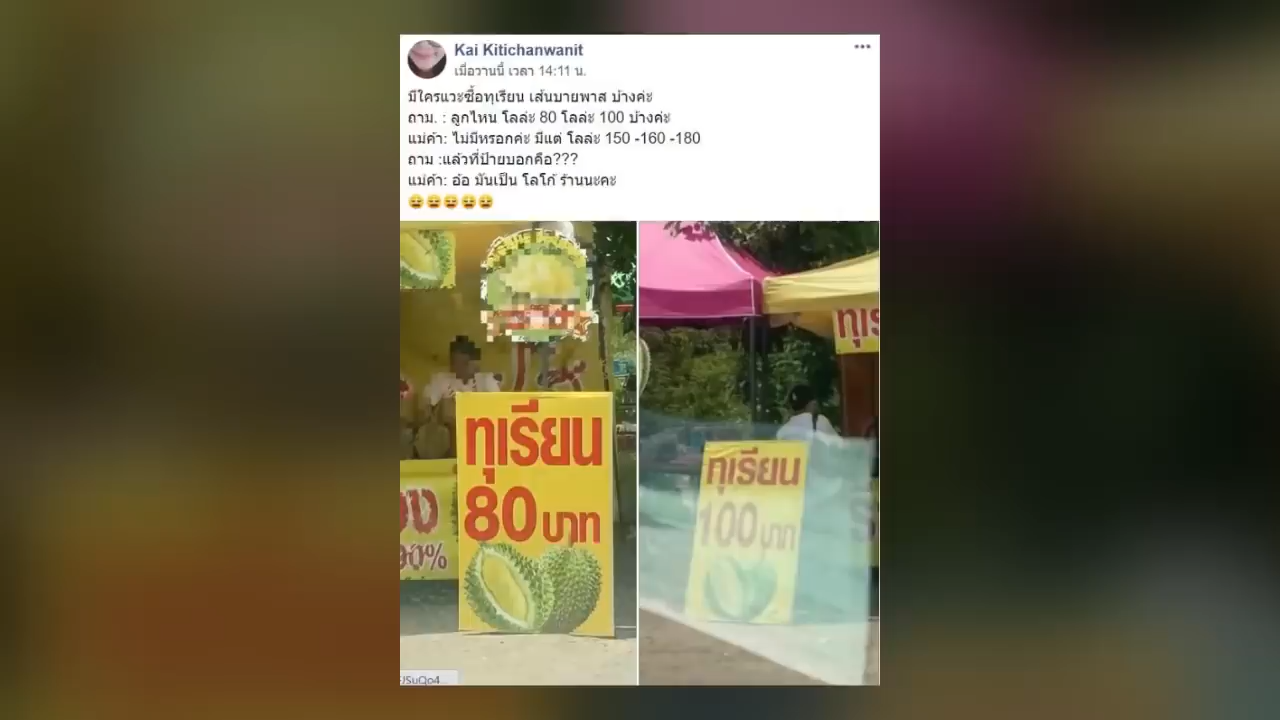 Kai Kitichanwanit
เมื่อวานนี้ เวลา 14:11 น.
มีใครแวะซื้อทุเรียน เส้นบายพาส บ้างค่ะ
ถาม. : ลูกไหน โลล่ะ 80 โลล่ะ 100 บ้างค่ะ
แม่ค้า: ไม่มีหรอกค่ะ มีแต่ โลล่ะ 150 -160 -180
ถาม :แล้วที่ป้ายบอกคือ???
แม่ค้า: อ๋อ มันเป็น โลโก้ ร้านนะคะ
😅😅😅😅😅
ทุเรียน
80 บาท
ทุเรียน
100 บาท